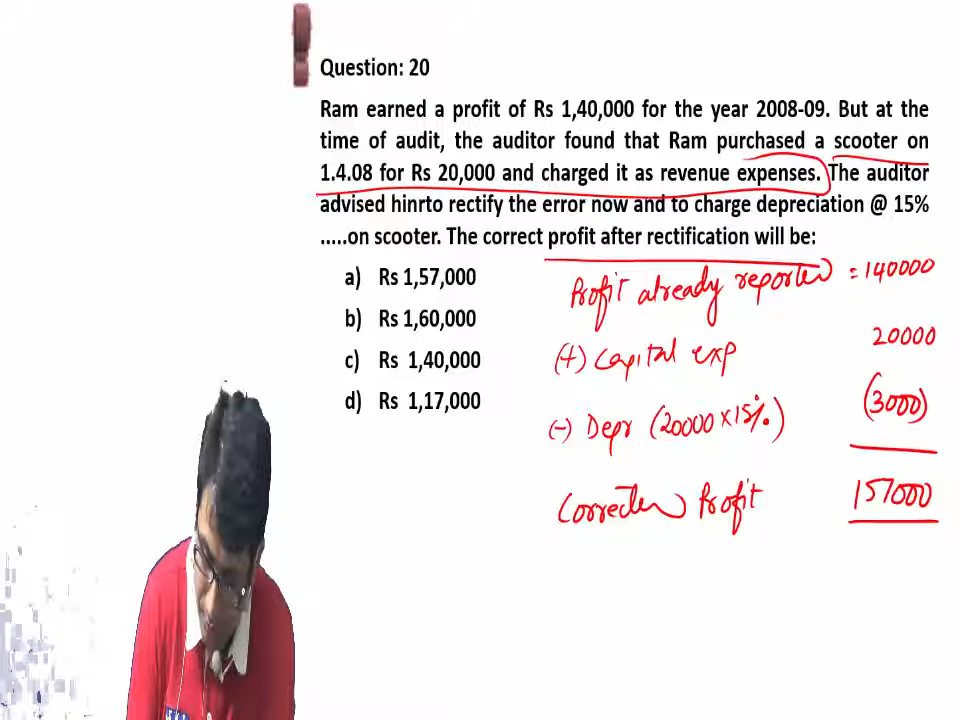 Question: 20
Ram earned a profit of Rs 1,40,000 for the year 2008-09. But at the
time of audit, the auditor found that Ram purchased a scooter on
1.4.08 for Rs 20,000 and charged it as revenue expenses. The auditor
advised hinrto rectify the error now and to charge depreciation @ 15%
.....on scooter. The correct profit after rectification will be:
a) Rs 1,57,000
b) Rs 1,60,000
c) Rs 1,40,000
d) Rs 1,17,000
Profit already reported = 140000
(+) Capital exp 20000
(-) Depr (20000 x 15%) (3000)
Corrected Profit 157000